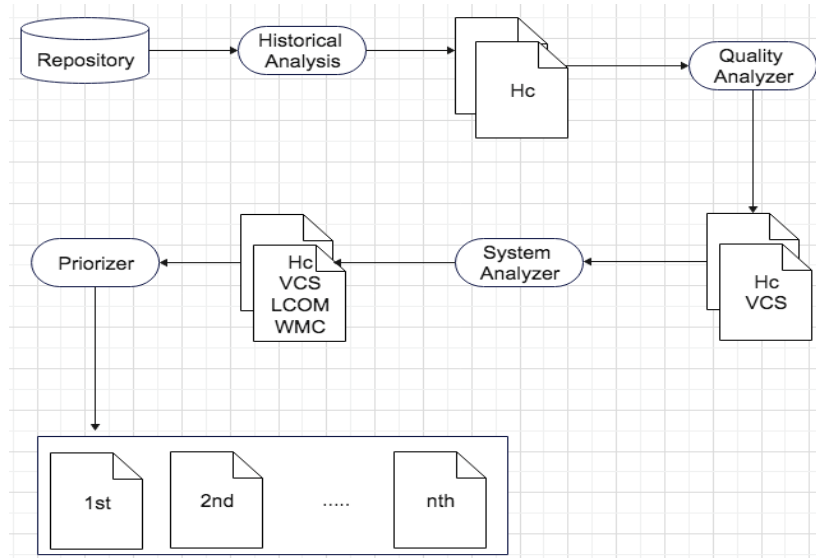 Repository
Historical
Analysis
Hc
Quality
Analyzer
Priorizer
Hc
VCS
LCOM
WMC
System
Analyzer
Hc
VCS
1st
2nd
.....
nth